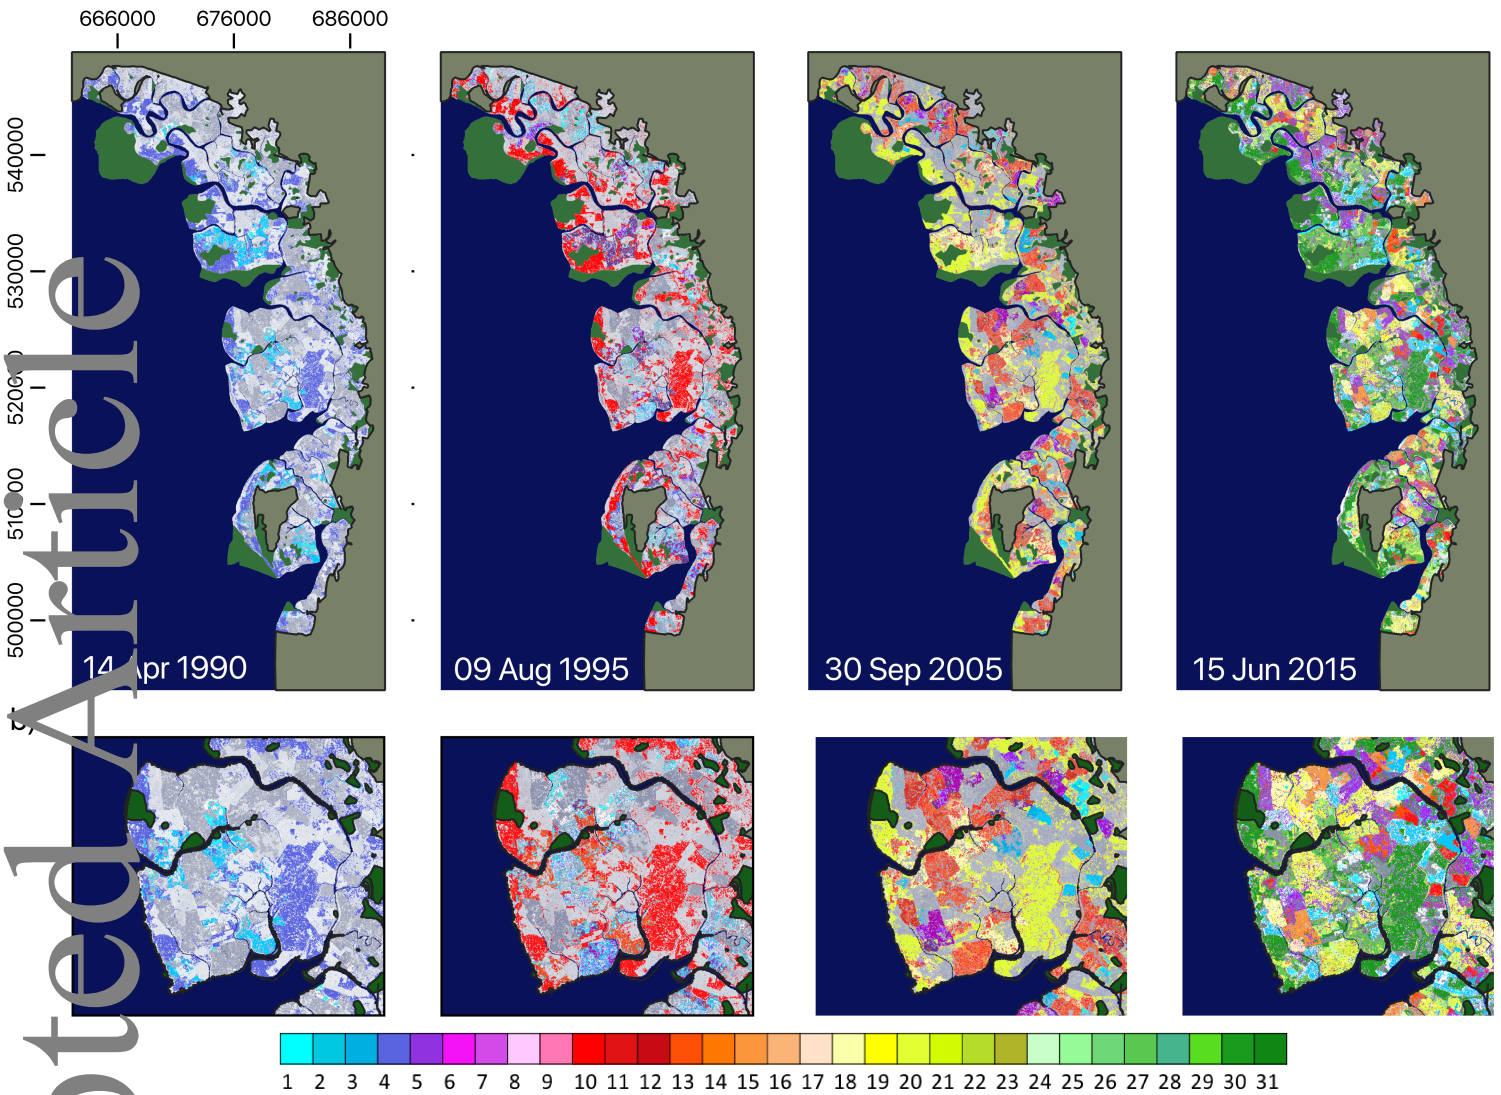 666000 676000 686000
540000
530000
52000
500000
14 Apr 1990
09 Aug 1995
30 Sep 2005
15 Jun 2015
b)
pted Article
1 2 3 4 5 6 7 8 9 10 11 12 13 14 15 16 17 18 19 20 21 22 23 24 25 26 27 28 29 30 31